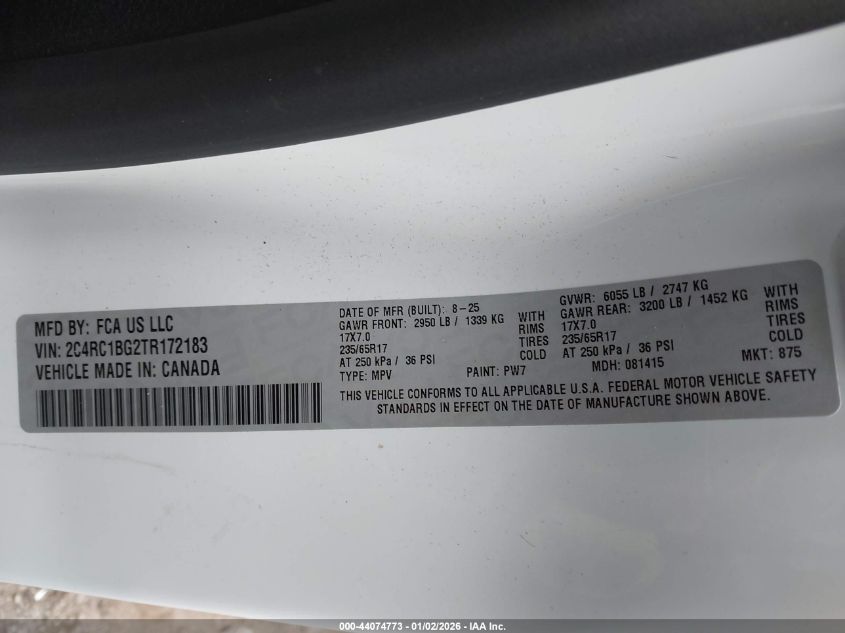 MFD BY: FCA US LLC
VIN: 2C4RC1BG2TR172183
VEHICLE MADE IN: CANADA
DATE OF MFR (BUILT): 8-25
GAWR FRONT: 2950 LB / 1339 KG WITH
17X7.0 RIMS
235/65R17 TIRES
AT 250 kPa / 36 PSI COLD
TYPE: MPV PAINT: PW7
GVWR: 6055 LB / 2747 KG
GAWR REAR: 3200 LB / 1452 KG WITH
17X7.0 RIMS
235/65R17 TIRES
AT 250 kPa / 36 PSI COLD
MDH: 081415 MKT: 875
THIS VEHICLE CONFORMS TO ALL APPLICABLE U.S.A. FEDERAL MOTOR VEHICLE SAFETY
STANDARDS IN EFFECT ON THE DATE OF MANUFACTURE SHOWN ABOVE.
000-44074773 - 01/02/2026 - IAA Inc.